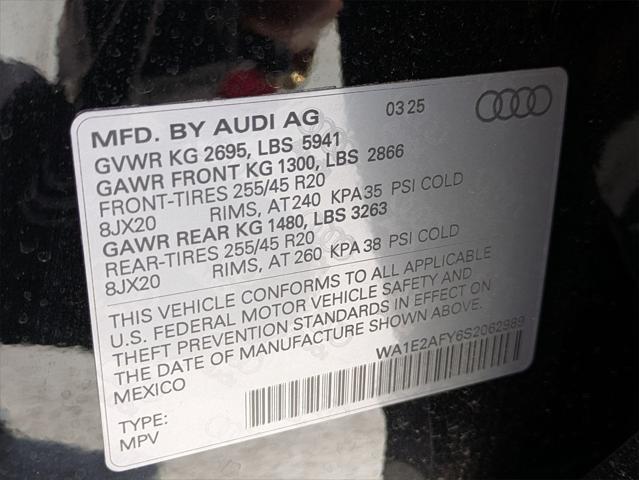 MFD. BY AUDI AG 03 25
GVWR KG 2695, LBS 5941
GAWR FRONT KG 1300, LBS 2866
FRONT-TIRES 255/45 R20
8JX20 RIMS, AT 240 KPA 35 PSI COLD
GAWR REAR KG 1480, LBS 3263
REAR-TIRES 255/45 R20
8JX20 RIMS, AT 260 KPA 38 PSI COLD
THIS VEHICLE CONFORMS TO ALL APPLICABLE
U.S. FEDERAL MOTOR VEHICLE SAFETY AND
THEFT PREVENTION STANDARDS IN EFFECT ON
THE DATE OF MANUFACTURE SHOWN ABOVE.
MEXICO WA1E2AFY6S2062989
TYPE:
MPV